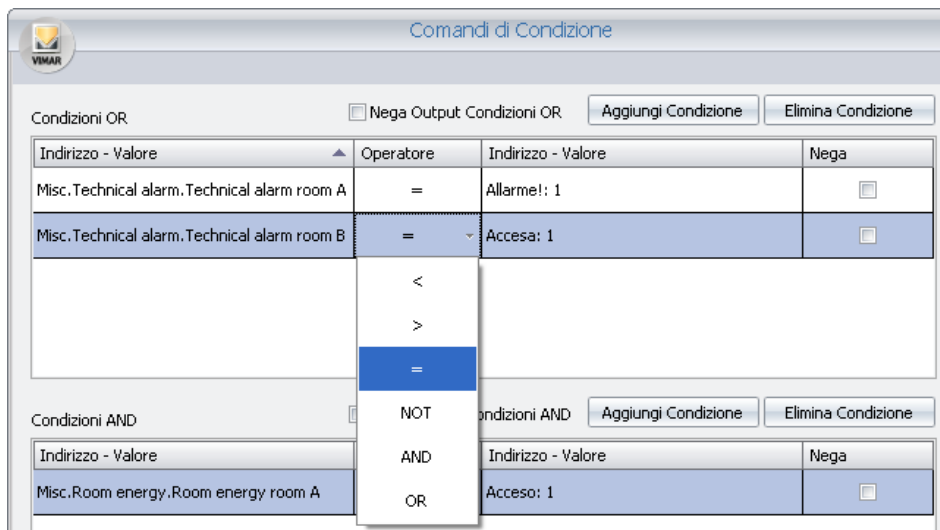 Comandi di Condizione
VIMAR
Condizioni OR Nega Output Condizioni OR Aggiungi Condizione Elimina Condizione
Indirizzo - Valore Operatore Indirizzo - Valore Nega
Misc.Technical alarm.Technical alarm room A = Allarme!: 1
Misc.Technical alarm.Technical alarm room B = Accesa: 1
<
>
=
NOT
AND
OR
Condizioni AND Condizioni AND Aggiungi Condizione Elimina Condizione
Indirizzo - Valore Indirizzo - Valore Nega
Misc.Room energy.Room energy room A Acceso: 1